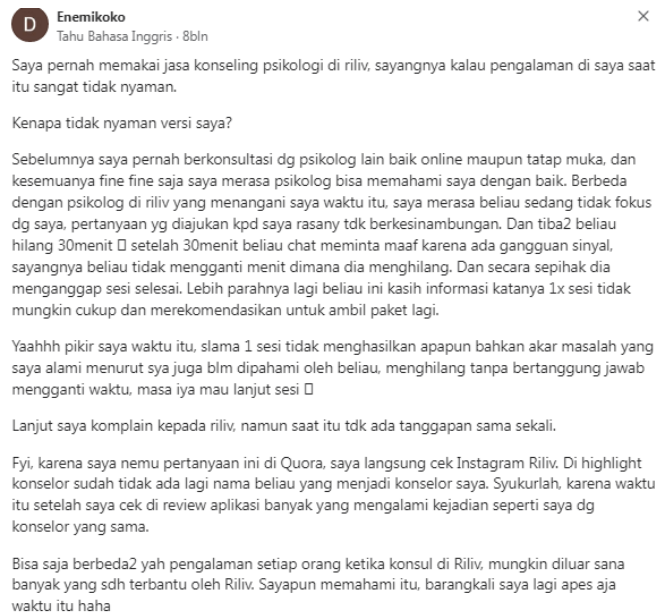 D
Enemikoko
Tahu Bahasa Inggris · 8bln
Saya pernah memakai jasa konseling psikologi di riliv, sayangnya kalau pengalaman di saya saat
itu sangat tidak nyaman.
Kenapa tidak nyaman versi saya?
Sebelumnya saya pernah berkonsultasi dg psikolog lain baik online maupun tatap muka, dan
kesemuanya fine fine saja saya merasa psikolog bisa memahami saya dengan baik. Berbeda
dengan psikolog di riliv yang menangani saya waktu itu, saya merasa beliau sedang tidak fokus
dg saya, pertanyaan yg diajukan kpd saya rasany tdk berkesinambungan. Dan tiba2 beliau
hilang 30menit ▯ setelah 30menit beliau chat meminta maaf karena ada gangguan sinyal,
sayangnya beliau tidak mengganti menit dimana dia menghilang. Dan secara sepihak dia
menganggap sesi selesai. Lebih parahnya lagi beliau ini kasih informasi katanya 1x sesi tidak
mungkin cukup dan merekomendasikan untuk ambil paket lagi.
Yaahhh pikir saya waktu itu, slama 1 sesi tidak menghasilkan apapun bahkan akar masalah yang
saya alami menurut sya juga blm dipahami oleh beliau, menghilang tanpa bertanggung jawab
mengganti waktu, masa iya mau lanjut sesi ▯
Lanjut saya komplain kepada riliv, namun saat itu tdk ada tanggapan sama sekali.
Fyi, karena saya nemu pertanyaan ini di Quora, saya langsung cek Instagram Riliv. Di highlight
konselor sudah tidak ada lagi nama beliau yang menjadi konselor saya. Syukurlah, karena waktu
itu setelah saya cek di review aplikasi banyak yang mengalami kejadian seperti saya dg
konselor yang sama.
Bisa saja berbeda2 yah pengalaman setiap orang ketika konsul di Riliv, mungkin diluar sana
banyak yang sdh terbantu oleh Riliv. Sayapun memahami itu, barangkali saya lagi apes aja
waktu itu haha